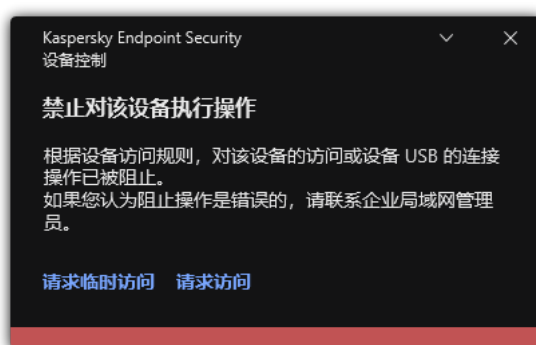 Kaspersky Endpoint Security
设备控制
禁止对该设备执行操作
根据设备访问规则，对该设备的访问或设备 USB 的连接
操作已被阻止。
如果您认为阻止操作是错误的，请联系企业局域网管理
员。
请求临时访问 请求访问